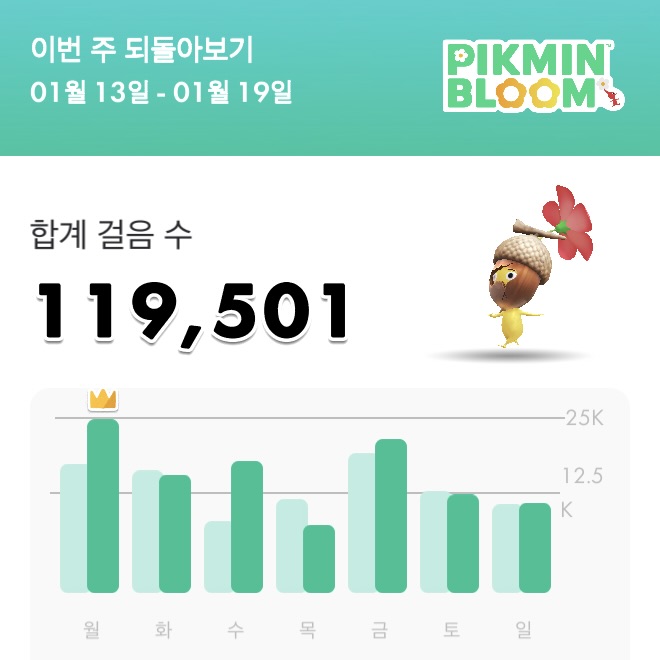 이번 주 되돌아보기
01월 13일 - 01월 19일
PIKMIN
BLOOM
합계 걸음 수
119,501
25K
12.5
K
월 화 수 목 금 토 일